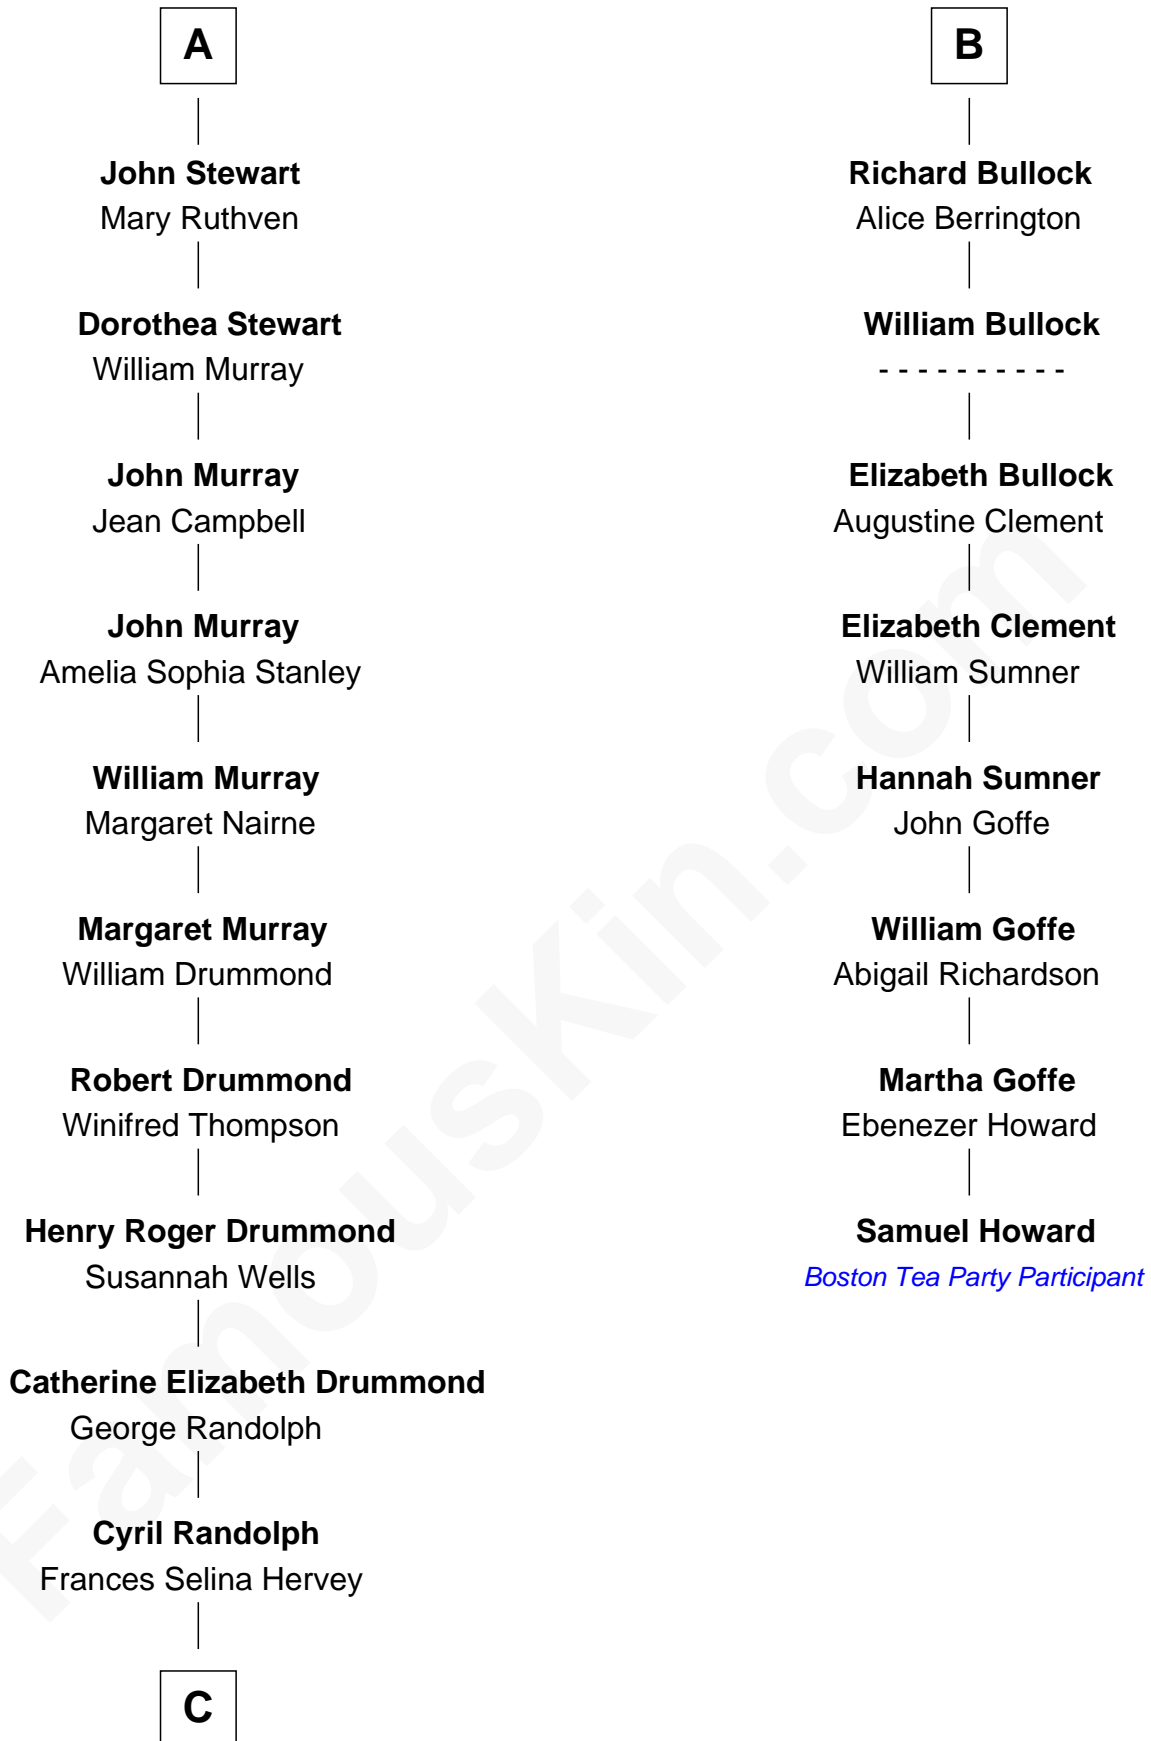 A
John Stewart
Mary Ruthven
Dorothea Stewart
William Murray
John Murray
Jean Campbell
John Murray
Amelia Sophia Stanley
William Murray
Margaret Nairne
Margaret Murray
William Drummond
Robert Drummond
Winifred Thompson
Henry Roger Drummond
Susannah Wells
Catherine Elizabeth Drummond
George Randolph
Cyril Randolph
Frances Selina Hervey
C
B
Richard Bullock
Alice Berrington
William Bullock
- - - - - - - - - -
Elizabeth Bullock
Augustine Clement
Elizabeth Clement
William Sumner
Hannah Sumner
John Goffe
William Goffe
Abigail Richardson
Martha Goffe
Ebenezer Howard
Samuel Howard
Boston Tea Party Participant
FamousKin.com